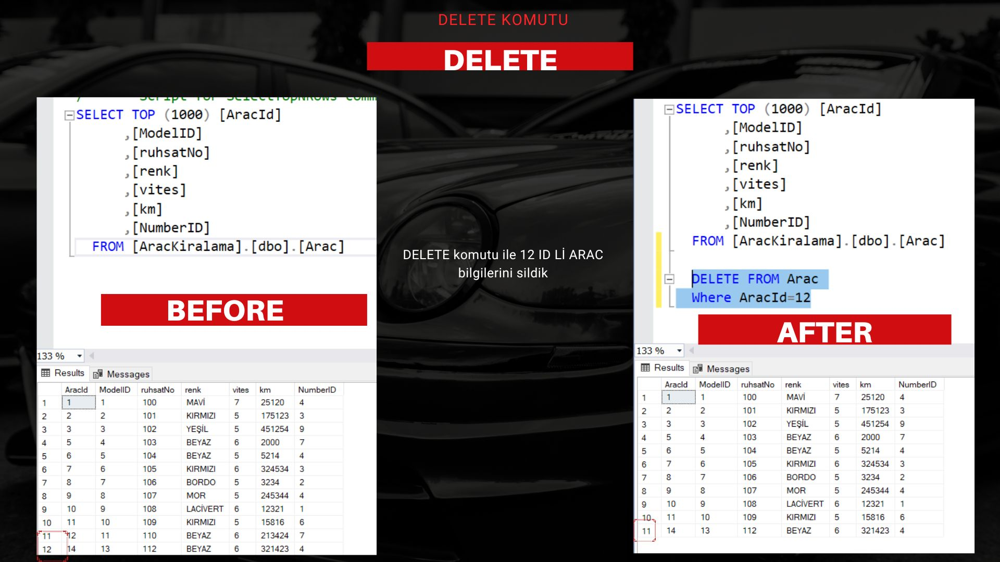 DELETE KOMUTU
DELETE
Script for SelectTopNRows comm
SELECT TOP (1000) [AracId]
,[ModelID]
,[ruhsatNo]
,[renk]
,[vites]
,[km]
,[NumberID]
FROM [AracKiralama].[dbo].[Arac]
BEFORE
133 %
Results Messages
AracId ModelID ruhsatNo renk vites km NumberID
1 1 1 100 MAVİ 7 25120 4
2 2 2 101 KIRMIZI 5 175123 3
3 3 3 102 YEŞİL 5 451254 9
4 5 4 103 BEYAZ 6 2000 7
5 6 5 104 BEYAZ 5 5214 4
6 7 6 105 KIRMIZI 6 324534 3
7 8 7 106 BORDO 5 3234 2
8 9 8 107 MOR 5 245344 4
9 10 9 108 LACİVERT 6 12321 1
10 11 10 109 KIRMIZI 5 15816 6
11 12 11 110 BEYAZ 6 213424 7
12 14 13 112 BEYAZ 6 321423 4
DELETE komutu ile 12 ID Lİ ARAC
bilgilerini sildik
SELECT TOP (1000) [AracId]
,[ModelID]
,[ruhsatNo]
,[renk]
,[vites]
,[km]
,[NumberID]
FROM [AracKiralama].[dbo].[Arac]
DELETE FROM Arac
Where AracId=12
AFTER
133 %
Results Messages
AracId ModelID ruhsatNo renk vites km NumberID
1 1 1 100 MAVİ 7 25120 4
2 2 2 101 KIRMIZI 5 175123 3
3 3 3 102 YEŞİL 5 451254 9
4 5 4 103 BEYAZ 6 2000 7
5 6 5 104 BEYAZ 5 5214 4
6 7 6 105 KIRMIZI 6 324534 3
7 8 7 106 BORDO 5 3234 2
8 9 8 107 MOR 5 245344 4
9 10 9 108 LACİVERT 6 12321 1
10 11 10 109 KIRMIZI 5 15816 6
11 14 13 112 BEYAZ 6 321423 4